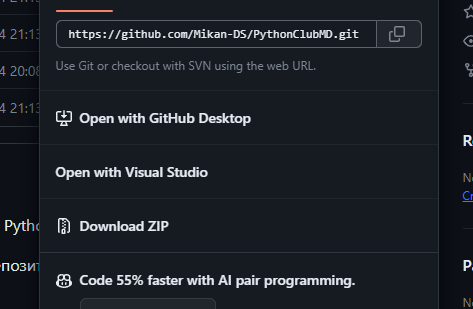 4 21:13
https://github.com/Mikan-DS/PythonClubMD.git
Use Git or checkout with SVN using the web URL.
4 20:08
4 21:13
Open with GitHub Desktop
Open with Visual Studio
Python
Download ZIP
позит
Code 55% faster with AI pair programming.